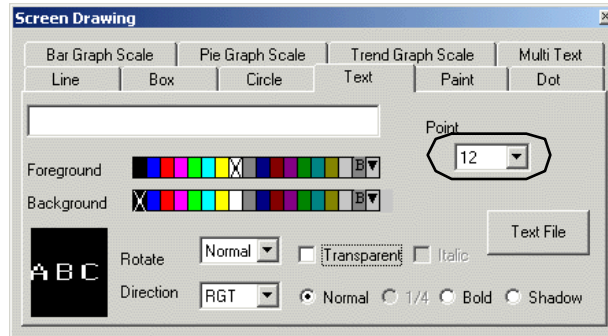 Screen Drawing
Bar Graph Scale Pie Graph Scale Trend Graph Scale Multi Text
Line Box Circle Text Paint Dot
Point
12
Foreground B
Background B
Text File
ABC
Rotate Normal Transparent Italic
Direction RGT Normal 1/4 Bold Shadow